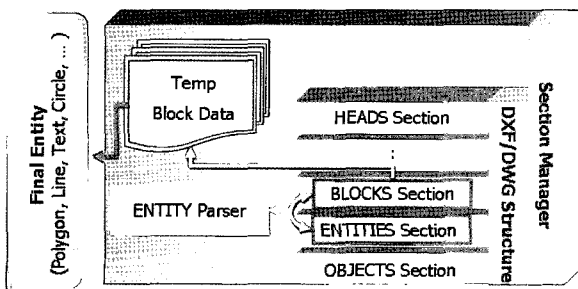 Final Entity
(Polygon, Line, Text, Circle, ... )
Temp
Block Data
ENTITY Parser
HEADS Section
:
BLOCKS Section
ENTITIES Section
OBJECTS Section
DXF/DWG Structure
Section Manager